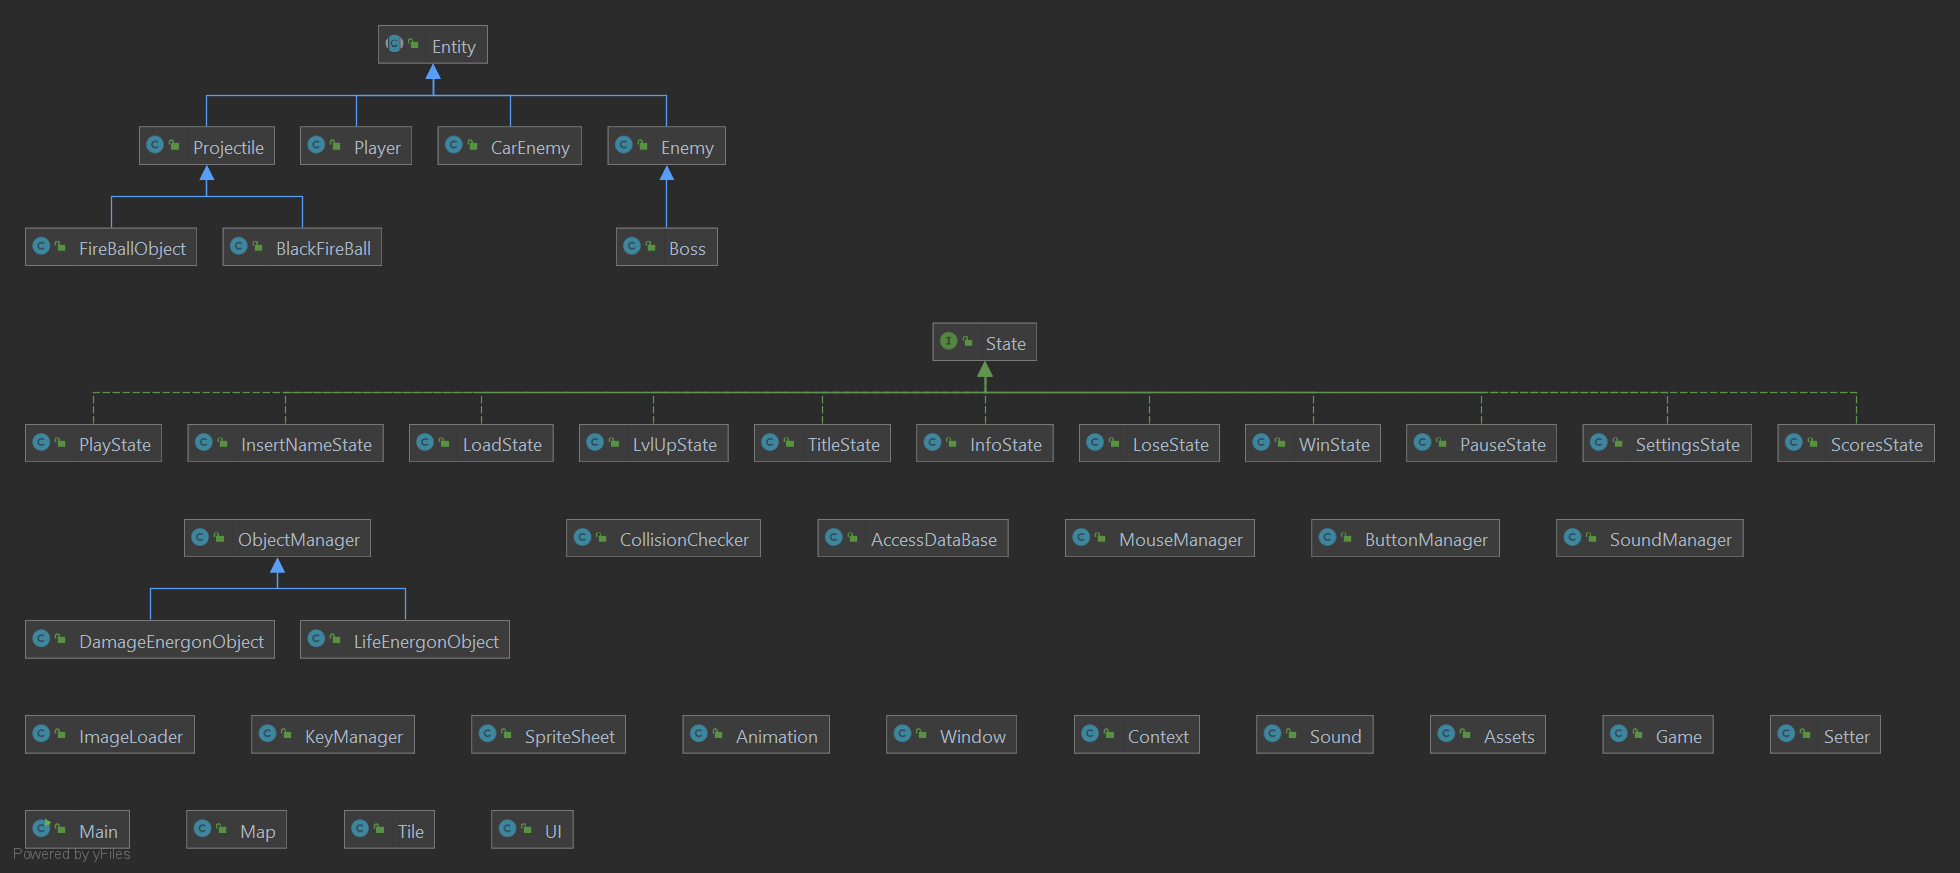 Entity
Projectile Player CarEnemy Enemy
FireBallObject BlackFireBall Boss
State
PlayState InsertNameState LoadState LvlUpState TitleState InfoState LoseState WinState PauseState SettingsState ScoresState
ObjectManager CollisionChecker AccessDataBase MouseManager ButtonManager SoundManager
DamageEnergonObject LifeEnergonObject
ImageLoader KeyManager SpriteSheet Animation Window Context Sound Assets Game Setter
Main Map Tile UI
Powered by yFiles